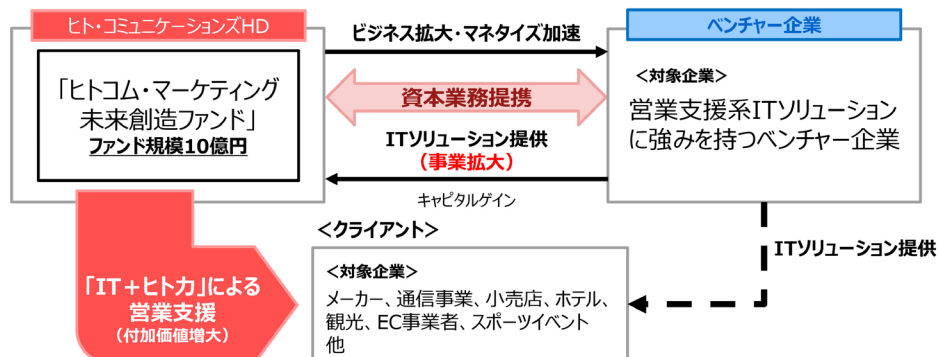 ヒト・コミュニケーションズHD
「ヒトコム・マーケティング
未来創造ファンド」
ファンド規模10億円
ビジネス拡大・マネタイズ加速
資本業務提携
ITソリューション提供
（事業拡大）
キャピタルゲイン
ベンチャー企業
＜対象企業＞
営業支援系ITソリューション
に強みを持つベンチャー企業
ITソリューション提供
「IT＋ヒト力」による
営業支援
（付加価値増大）
＜クライアント＞
＜対象企業＞
メーカー、通信事業、小売店、ホテル、
観光、EC事業者、スポーツイベント
他